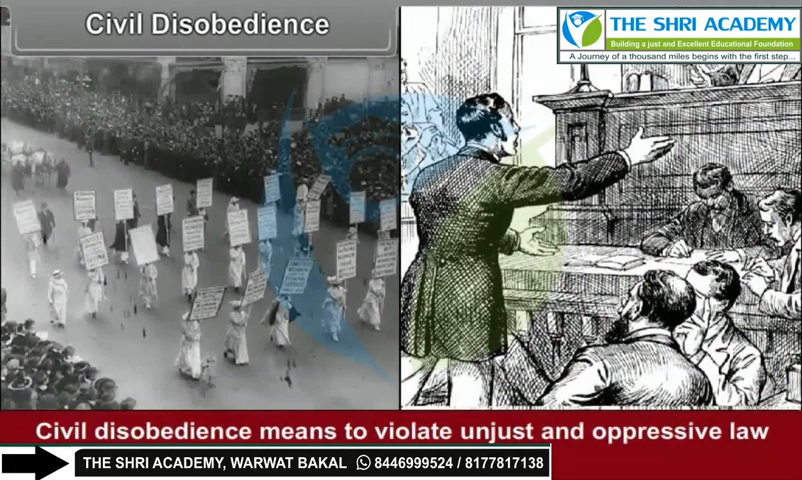 Civil Disobedience
THE SHRI ACADEMY
Building a just and Excellent Educational Foundation
A Journey of a thousand miles begins with the first step...
Civil disobedience means to violate unjust and oppressive law
THE SHRI ACADEMY, WARWAT BAKAL 8446999524 / 8177817138